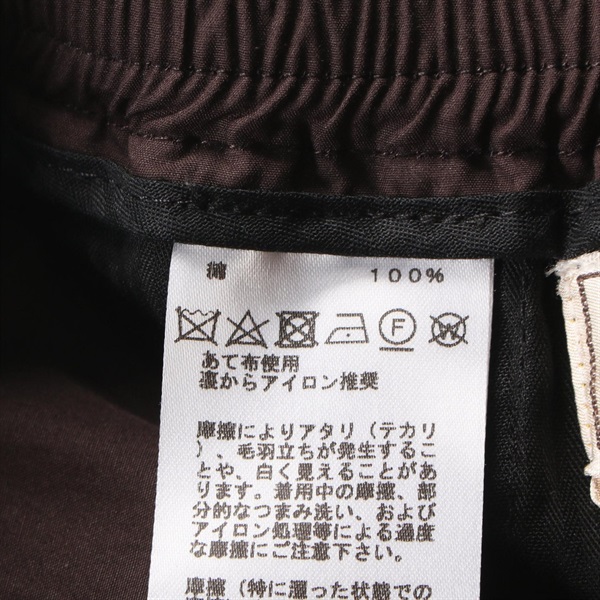 綿 100%
F W
あて布使用
裏からアイロン推奨
摩擦によりアタリ（テカリ
）、毛羽立ちが発生するこ
とや、白く見えることがあ
ります。着用中の摩擦、部
分的なつまみ洗い、および
アイロン処理等による過度
な摩擦にご注意下さい。
摩擦（特に湿った状態での